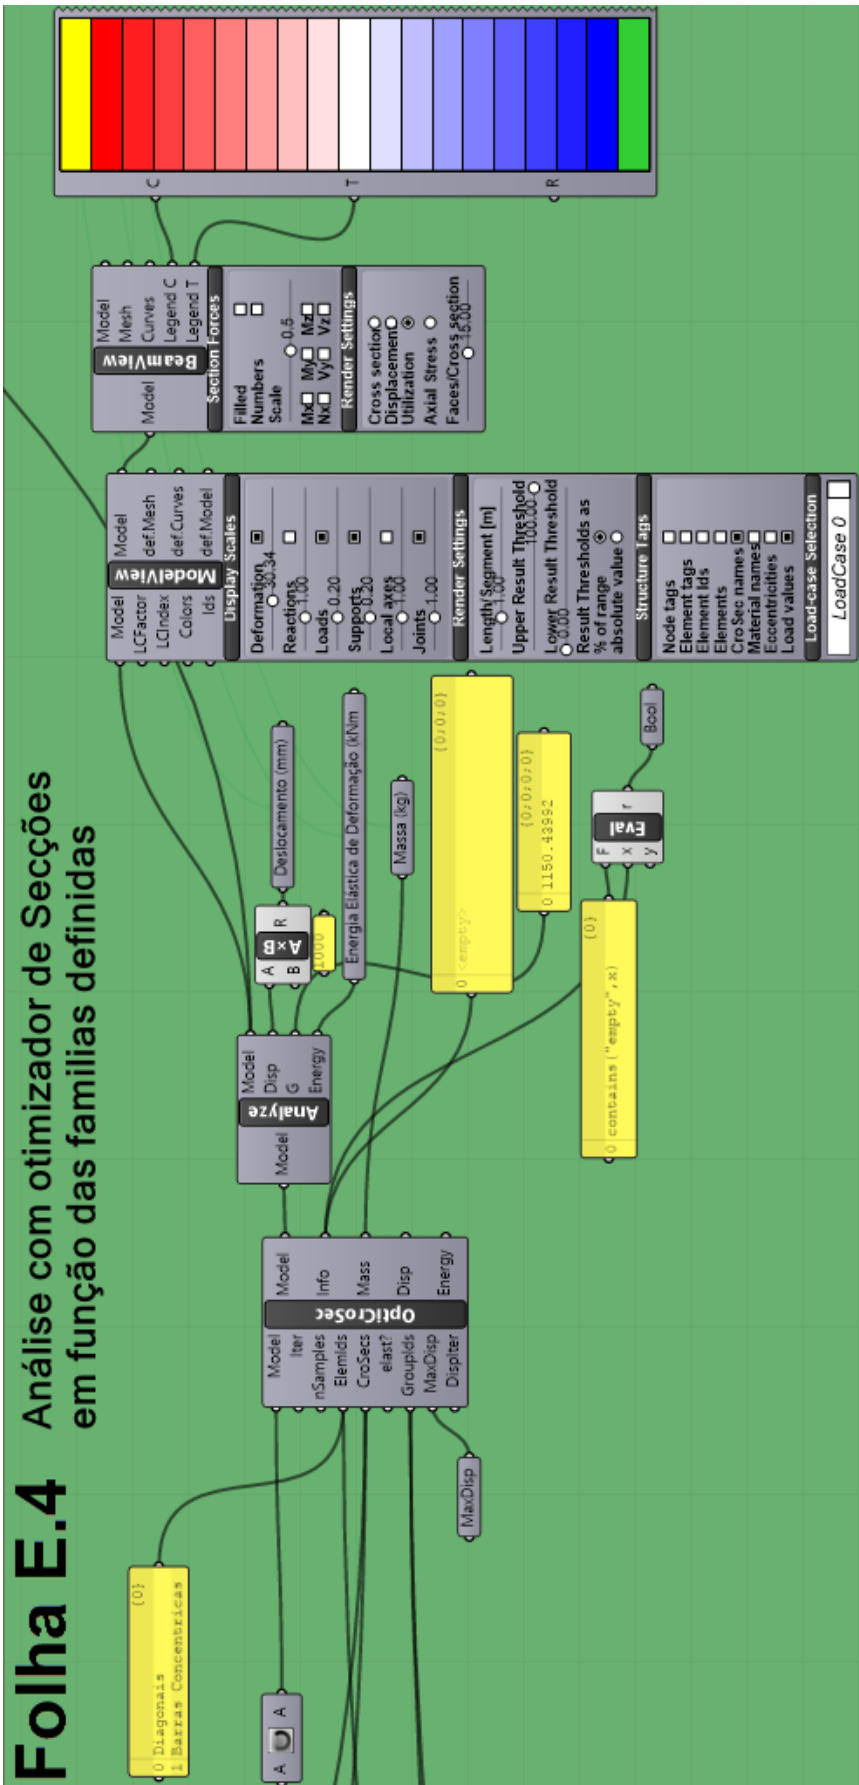 Folha E.4
Análise com otimizador de Secções
em função das familias definidas
{0}
0 Diagonais
1 Barras Concentricas
A
A
Model
Iter
nSamples
ElemIds
CroSecs
elast?
GroupIds
MaxDisp
DispIter
OptiCroSec
Model
Info
Mass
Disp
Energy
MaxDisp
Model
Analyze
Model
Disp
G
Energy
A
B
A×B
R
1000
Deslocamento (mm)
Energia Elástica de Deformação (kNm
Massa (kg)
{0;0;0}
0 <empty>
{0;0;0;0}
0 1150.43992
{0}
0 contains("empty",x)
F
x
y
Eval
r
Bool
Model
LCFactor
LCIndex
Colors
Ids
ModelView
Model
def.Mesh
def.Curves
def.Model
Display Scales
Deformation
30.34
Reactions
1.00
Loads
0.20
Supports
0.20
Local axes
1.00
Joints
1.00
Render Settings
Length/Segment [m]
1.00
Upper Result Threshold
100.00
Lower Result Threshold
0.00
Result Thresholds as
% of range
absolute value
Structure Tags
Node tags
Element tags
Element Ids
Elements
CroSec names
Material names
Eccentricities
Load values
Load-case Selection
LoadCase 0
Model
BeamView
Model
Mesh
Curves
Legend C
Legend T
Section Forces
Filled
Numbers
Scale
0.5
Mx My Mz
Nx Vy Vz
Render Settings
Cross section
Displacement
Utilization
Axial Stress
Faces/Cross section
15.00
C
T
R